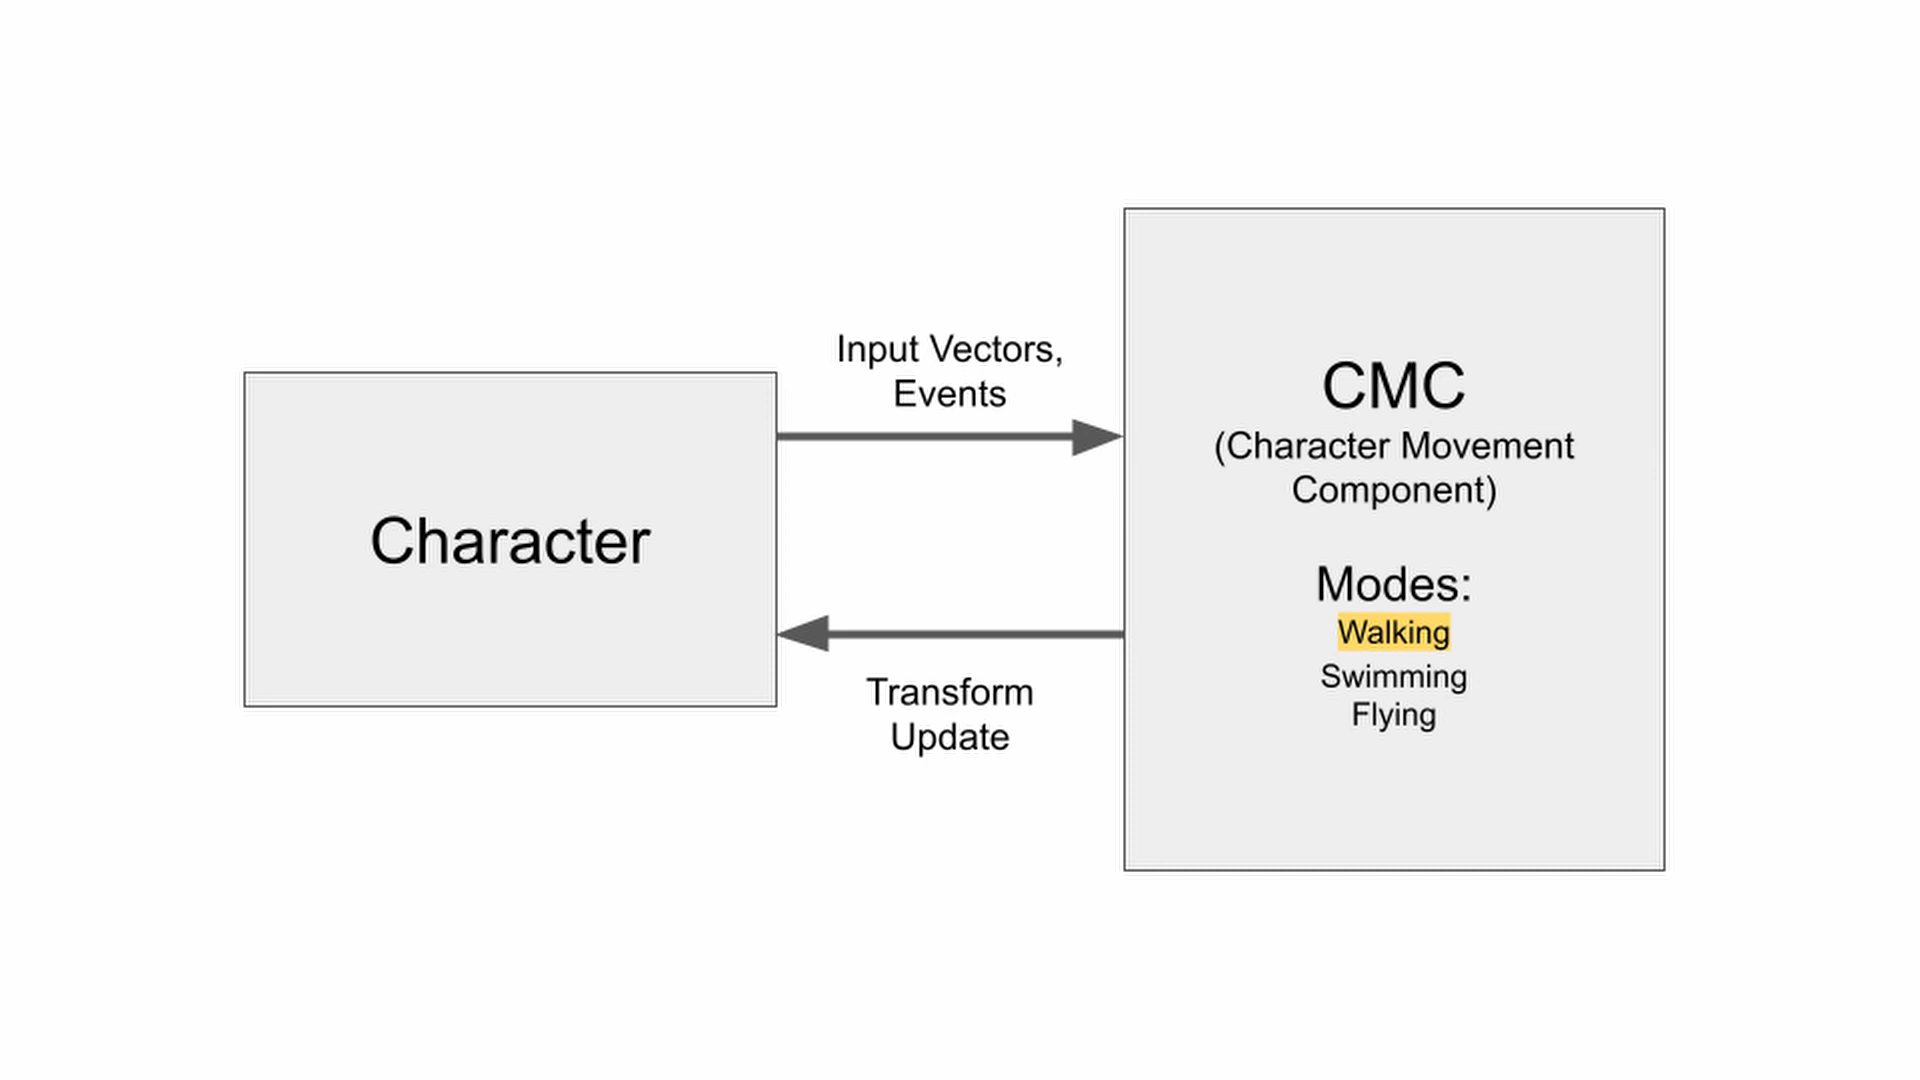 Character
Input Vectors,
Events
Transform
Update
CMC
(Character Movement
Component)
Modes:
Walking
Swimming
Flying